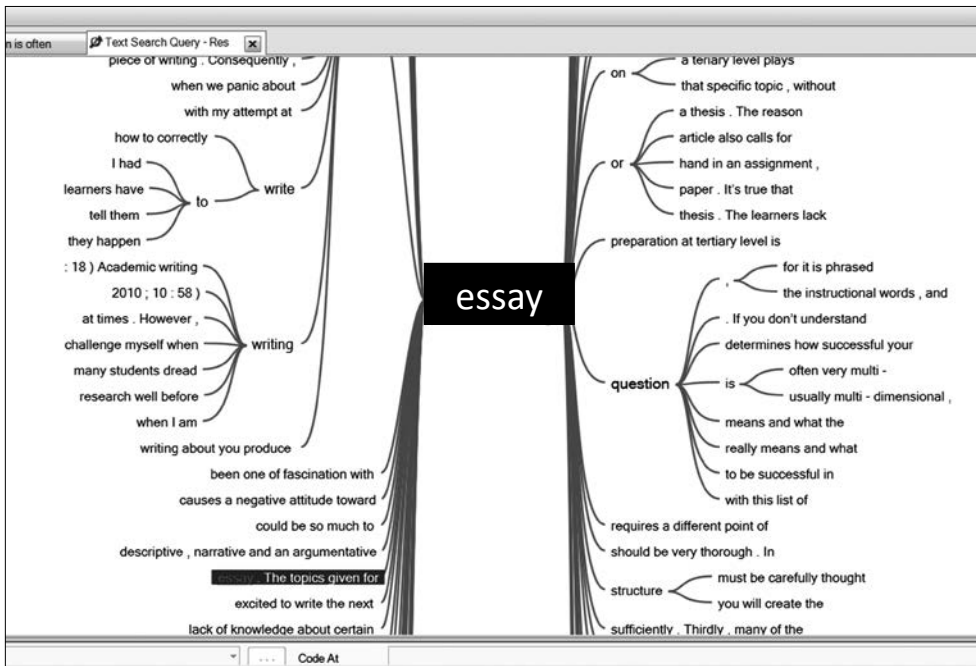 n is often
Text Search Query - Res
piece of writing . Consequently ,
when we panic about
with my attempt at
how to correctly
I had
learners have
tell them
they happen
to
write
: 18 ) Academic writing
2010 ; 10 : 58 )
at times . However ,
challenge myself when
many students dread
research well before
when I am
writing
writing about you produce
been one of fascination with
causes a negative attitude toward
could be so much to
descriptive , narrative and an argumentative
essay . The topics given for
excited to write the next
lack of knowledge about certain
essay
on
a teriary level plays
that specific topic , without
or
a thesis . The reason
article also calls for
hand in an assignment ,
paper . It's true that
thesis . The learners lack
preparation at tertiary level is
question
,
for it is phrased
the instructional words , and
. If you don't understand
determines how successful your
is
often very multi -
usually multi - dimensional ,
means and what the
really means and what
to be successful in
with this list of
requires a different point of
should be very thorough . In
structure
must be carefully thought
you will create the
sufficiently . Thirdly , many of the
...
Code At